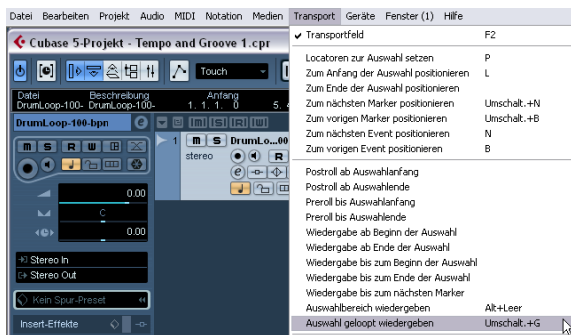 Datei Bearbeiten Projekt Audio MIDI Notation Medien Transport Geräte Fenster (1) Hilfe
Cubase 5-Projekt - Tempo and Groove 1.cpr
Touch
Datei Beschreibung Anfang
DrumLoop-100- DrumLoop-100- 1. 1. 1. 0 5.
DrumLoop-100-bpn e
M S R W
0.00
C
0.00
Stereo In
Stereo Out
Kein Spur-Preset
Insert-Effekte
1 M S DrumLo...00
stereo R
e
✓ Transportfeld F2
Locatoren zur Auswahl setzen P
Zum Anfang der Auswahl positionieren L
Zum Ende der Auswahl positionieren
Zum nächsten Marker positionieren Umschalt.+N
Zum vorigen Marker positionieren Umschalt.+B
Zum nächsten Event positionieren N
Zum vorigen Event positionieren B
Postroll ab Auswahlanfang
Postroll ab Auswahlende
Preroll bis Auswahlanfang
Preroll bis Auswahlende
Wiedergabe ab Beginn der Auswahl
Wiedergabe ab Ende der Auswahl
Wiedergabe bis zum Beginn der Auswahl
Wiedergabe bis zum Ende der Auswahl
Wiedergabe bis zum nächsten Marker
Auswahlbereich wiedergeben Alt+Leer
Auswahl geloopt wiedergeben Umschalt.+G